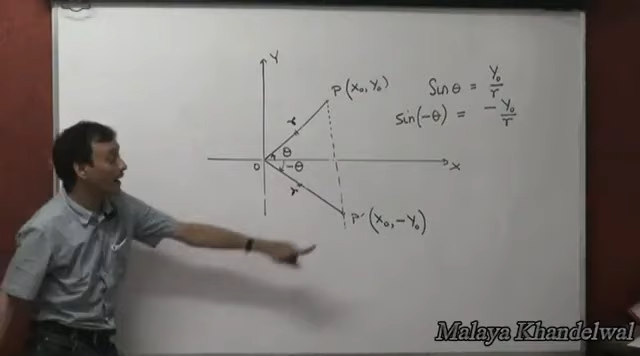 Y
P (x₀, Y₀)
Sin θ = Y₀/r
Sin(-θ) = - Y₀/r
r
θ
O
-θ
X
r
P' (x₀, -Y₀)
Malaya Khandelwal